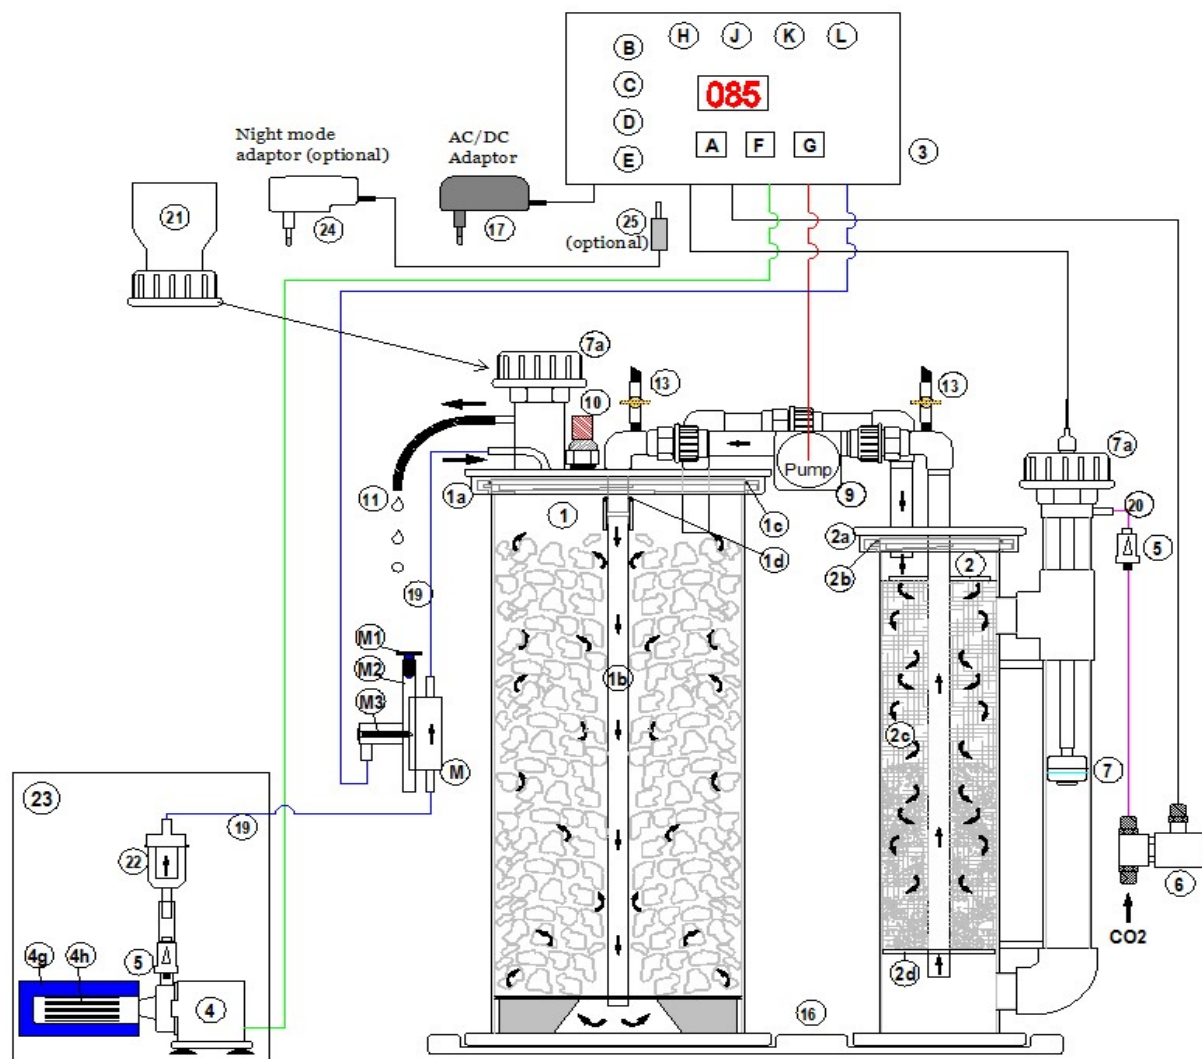 H J K L
B
C
085
D
A F G
E
3
Night mode
adaptor (optional)
AC/DC
Adaptor
21
24
17
25
(optional)
7a
13
13
10
7a
Pump
9
11
1a
1
1c
1d
20
5
2a
2
2b
19
M1
M2
1b
M3
2c
M
7
23
19
22
6
CO2
5
4g
4h
4
2d
16